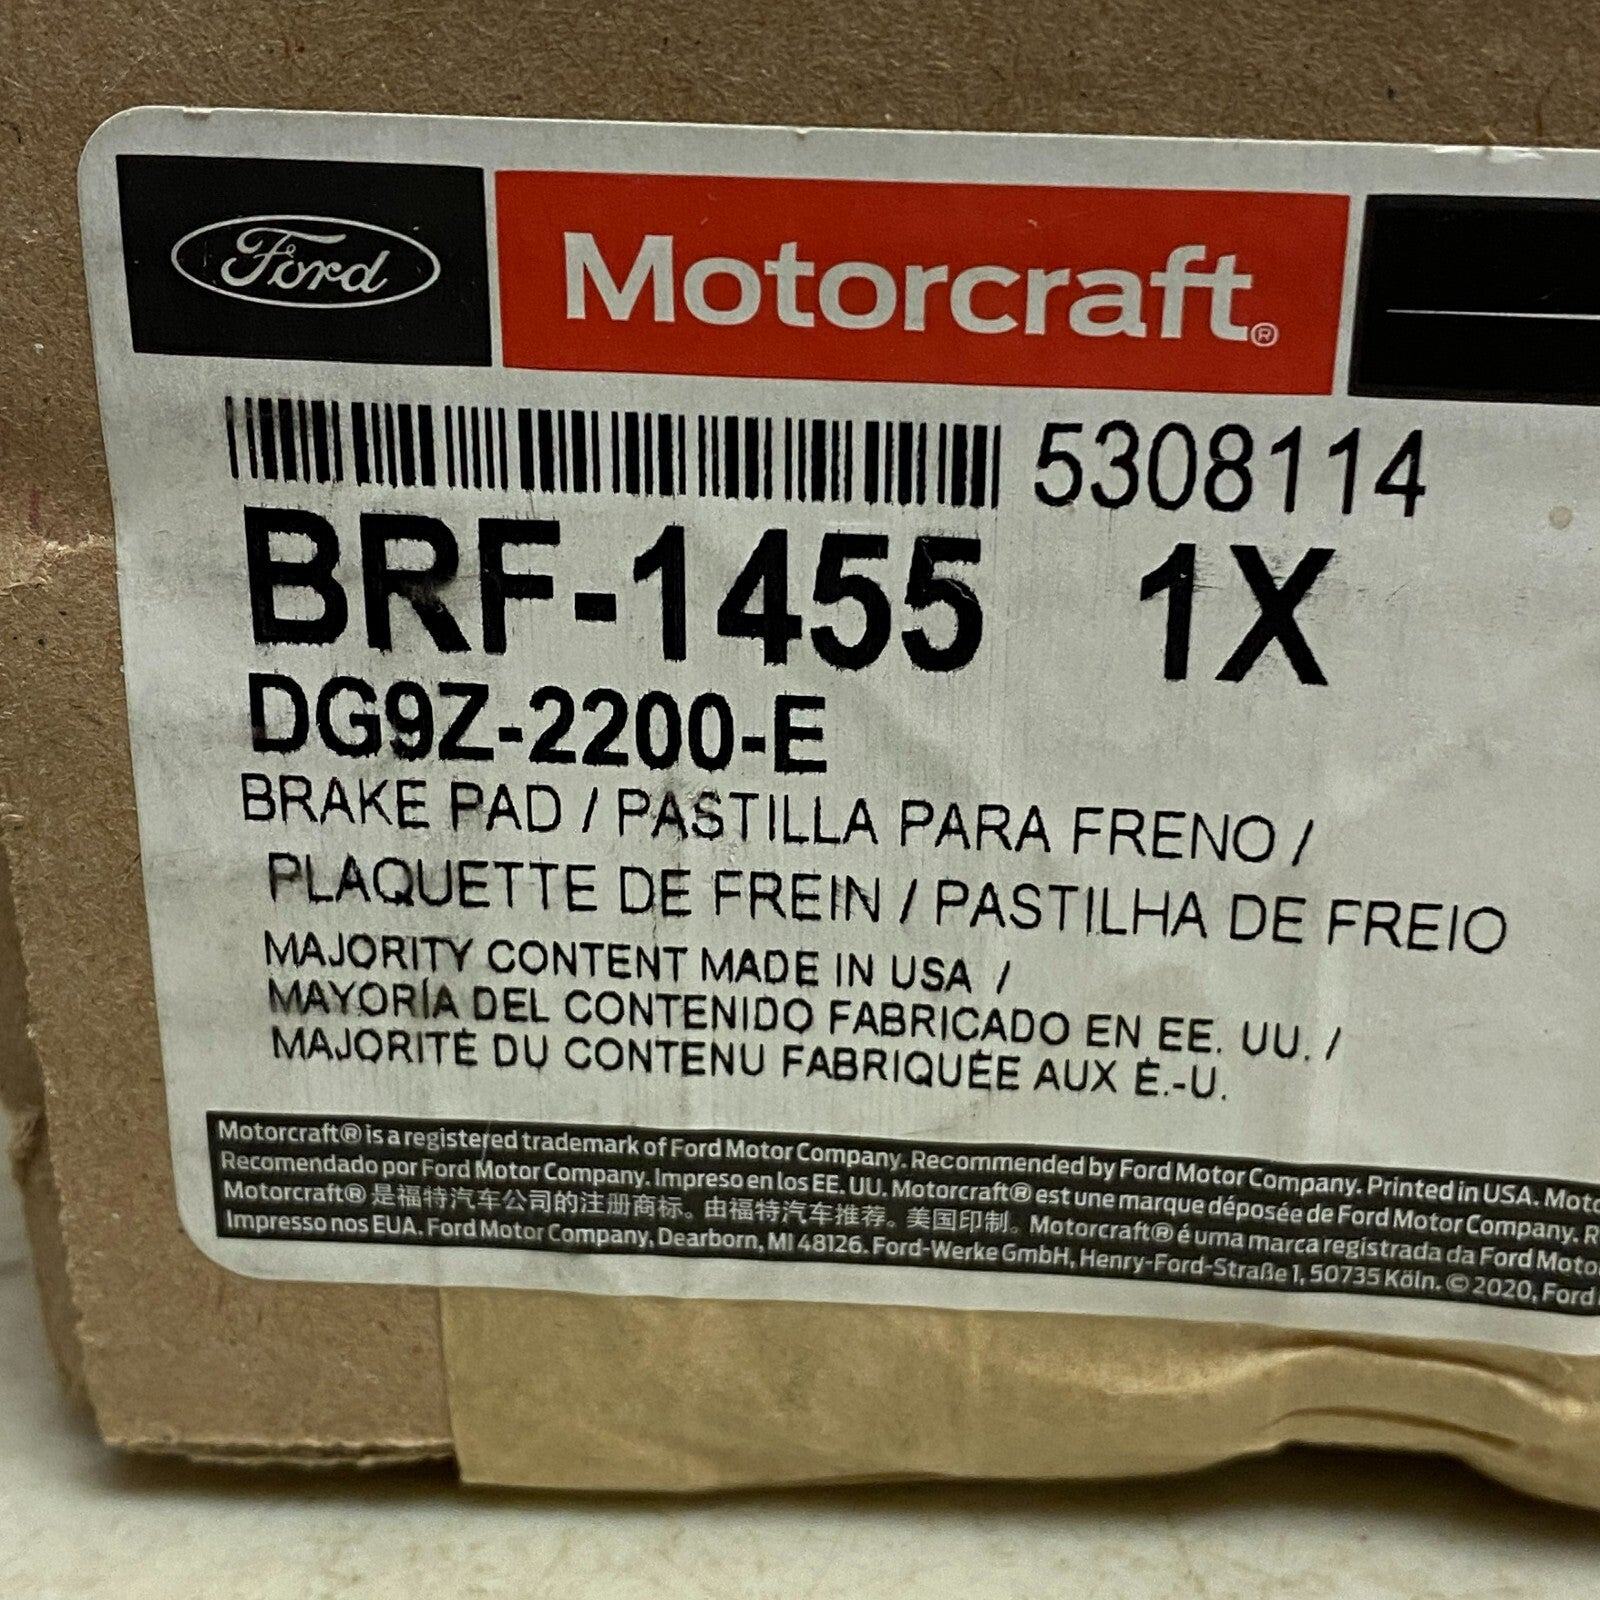 Ford Motorcraft®
5308114
BRF-1455 1X
DG9Z-2200-E
BRAKE PAD / PASTILLA PARA FRENO /
PLAQUETTE DE FREIN / PASTILHA DE FREIO
MAJORITY CONTENT MADE IN USA /
MAYORÍA DEL CONTENIDO FABRICADO EN EE. UU. /
MAJORITÉ DU CONTENU FABRIQUÉE AUX É.-U.
Motorcraft® is a registered trademark of Ford Motor Company. Recommended by Ford Motor Company. Printed in USA.
Recomendado por Ford Motor Company. Impreso en los EE. UU. Motorcraft® est une marque déposée de Ford Motor Company.
Motorcraft® 是福特汽车公司的注册商标。由福特汽车推荐。美国印制。Motorcraft® é uma marca registrada da Ford
Impresso nos EUA. Ford Motor Company, Dearborn, MI 48126. Ford-Werke GmbH, Henry-Ford-Straße 1, 50735 Köln. © 2020, Ford